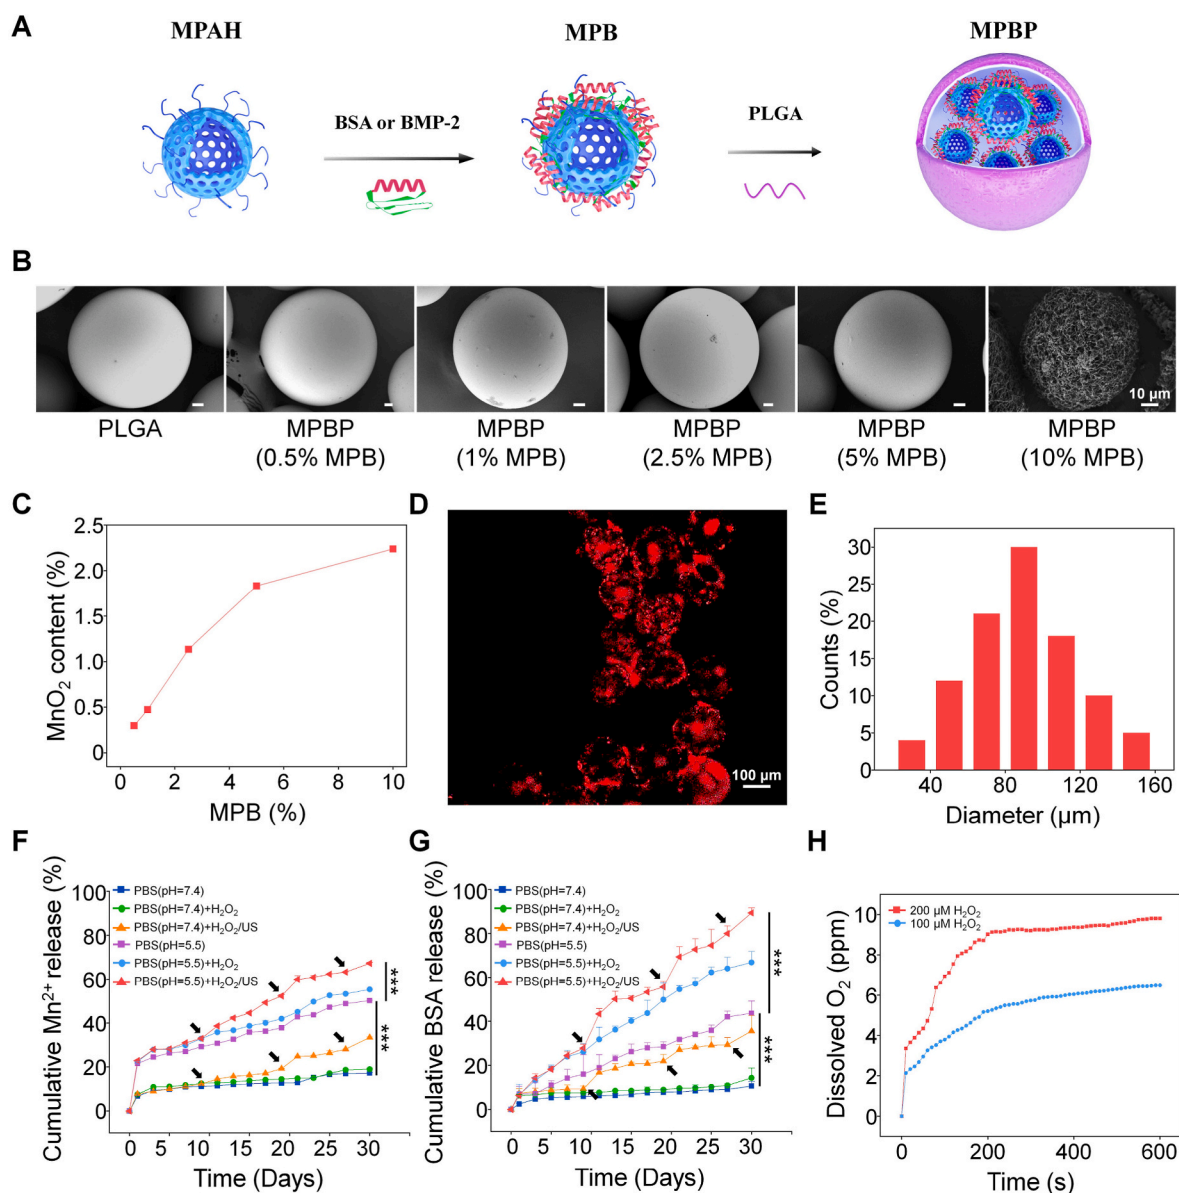 A
MPAH
MPB
MPBP
BSA or BMP-2
PLGA
B
10 µm
PLGA
MPBP
(0.5% MPB)
MPBP
(1% MPB)
MPBP
(2.5% MPB)
MPBP
(5% MPB)
MPBP
(10% MPB)
C
MnO₂ content (%)
2.5
2.0
1.5
1.0
0.5
0
0 2 4 6 8 10
MPB (%)
D
100 µm
E
Counts (%)
30
20
10
5
0
40 80 120 160
Diameter (µm)
F
Cumulative Mn²⁺ release (%)
100
80
60
40
20
0
PBS(pH=7.4)
PBS(pH=7.4)+H₂O₂
PBS(pH=7.4)+H₂O₂/US
PBS(pH=5.5)
PBS(pH=5.5)+H₂O₂
PBS(pH=5.5)+H₂O₂/US
***
***
0 5 10 15 20 25 30
Time (Days)
G
Cumulative BSA release (%)
100
80
60
40
20
0
PBS(pH=7.4)
PBS(pH=7.4)+H₂O₂
PBS(pH=7.4)+H₂O₂/US
PBS(pH=5.5)
PBS(pH=5.5)+H₂O₂
PBS(pH=5.5)+H₂O₂/US
***
***
0 5 10 15 20 25 30
Time (Days)
H
Dissolved O₂ (ppm)
10
8
6
4
2
0
200 µM H₂O₂
100 µM H₂O₂
0 200 400 600
Time (s)